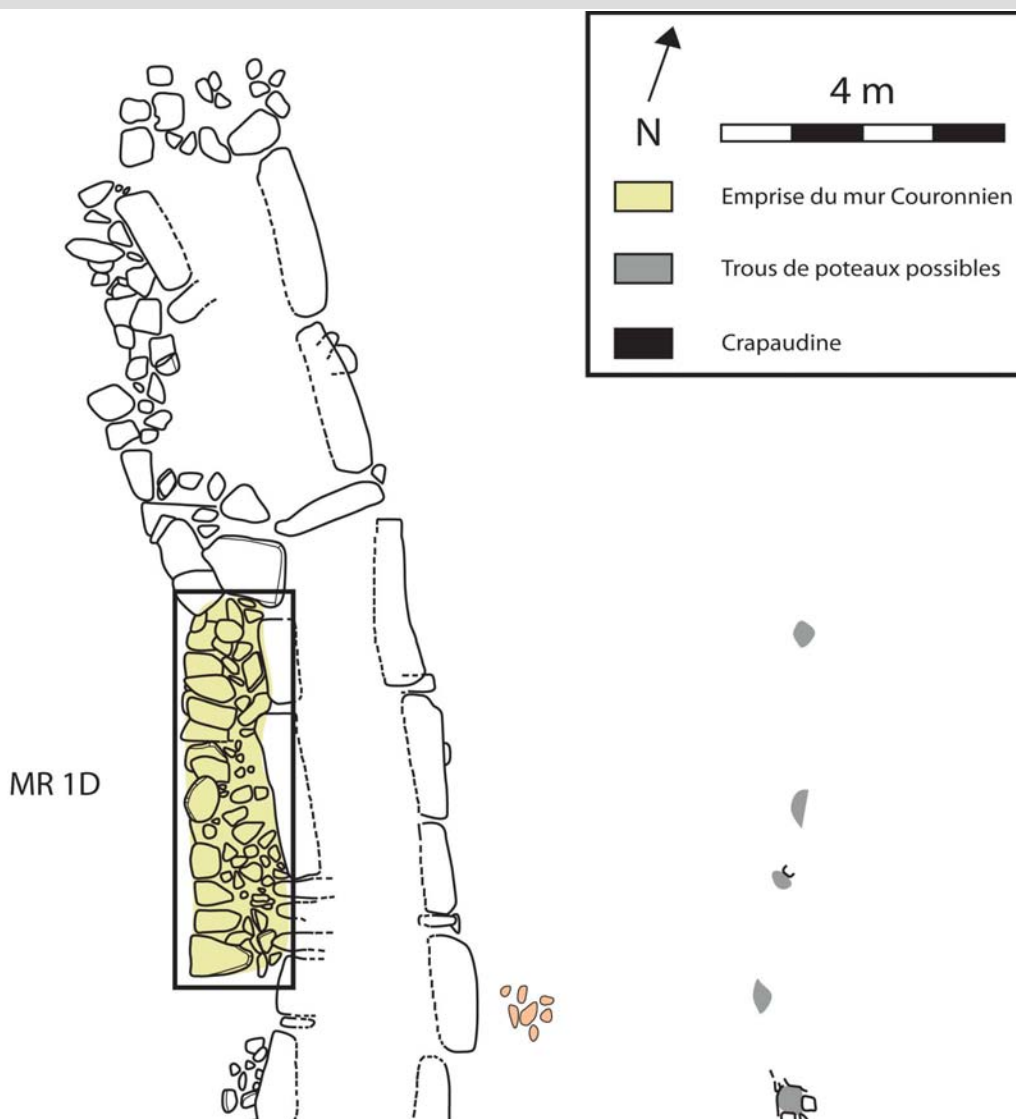 4 m
N
Emprise du mur Couronnien
Trous de poteaux possibles
Crapaudine
MR 1D